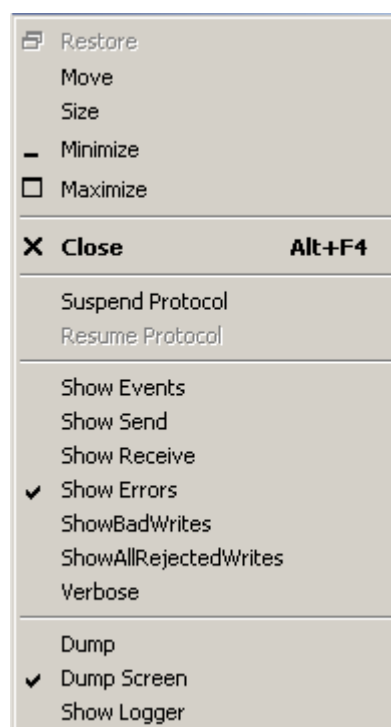 Restore
Move
Size
Minimize
Maximize
Close Alt+F4
Suspend Protocol
Resume Protocol
Show Events
Show Send
Show Receive
Show Errors
ShowBadWrites
ShowAllRejectedWrites
Verbose
Dump
Dump Screen
Show Logger